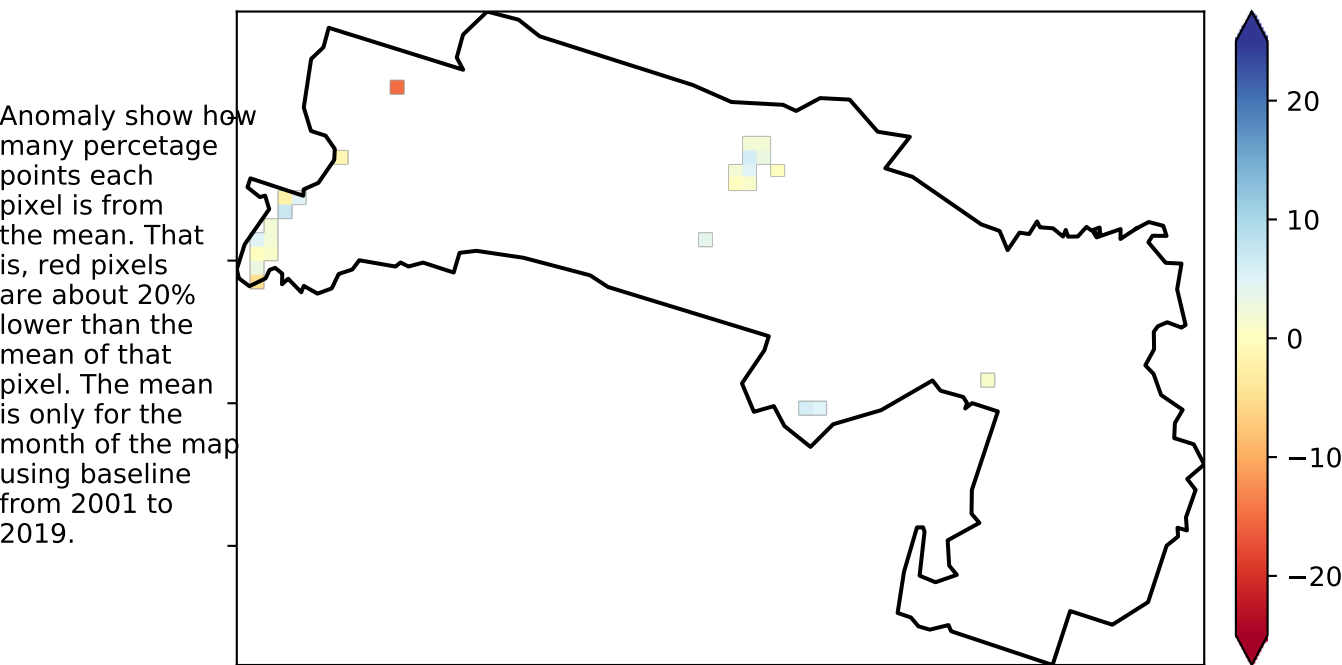 Anomaly show how
many percetage
points each
pixel is from
the mean. That
is, red pixels
are about 20%
lower than the
mean of that
pixel. The mean
is only for the
month of the map
using baseline
from 2001 to
2019.
20
10
0
−10
−20